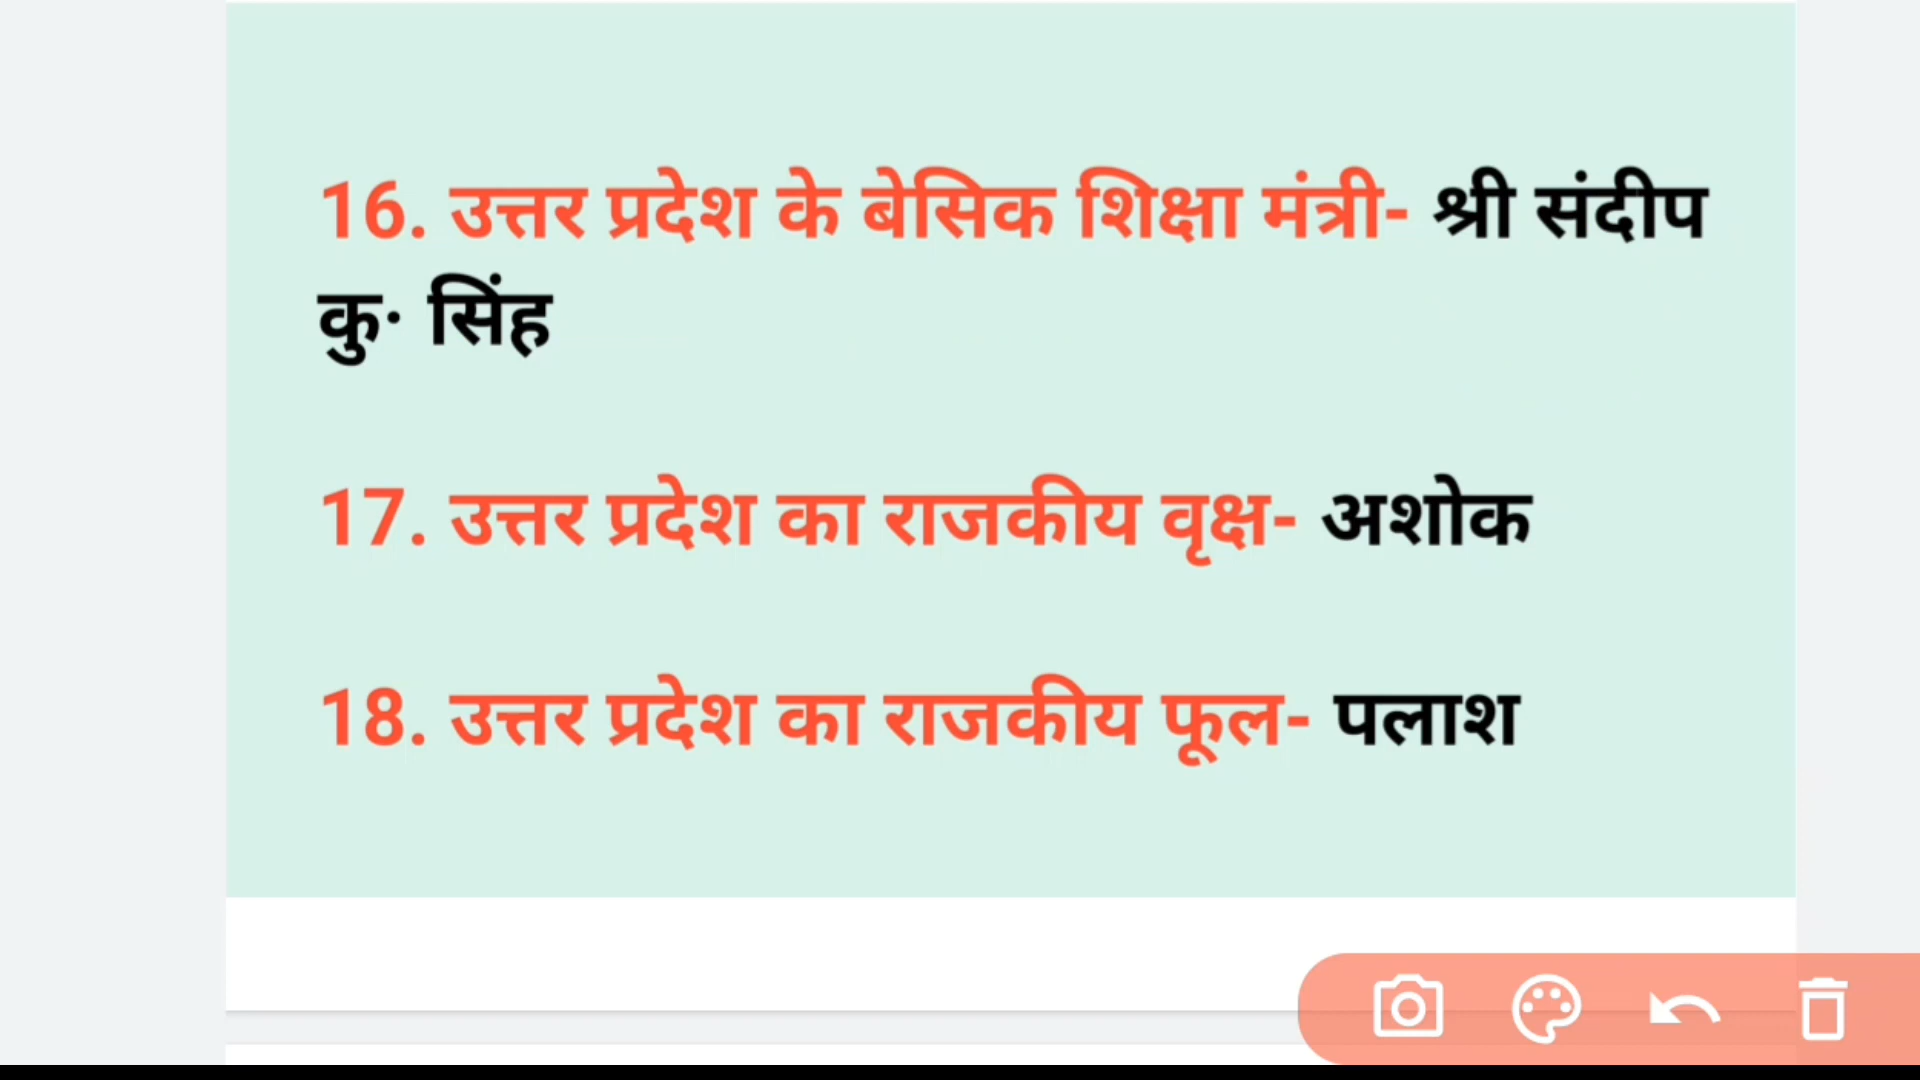 16. उत्तर प्रदेश के बेसिक शिक्षा मंत्री- श्री संदीप
कु॰ सिंह
17. उत्तर प्रदेश का राजकीय वृक्ष- अशोक
18. उत्तर प्रदेश का राजकीय फूल- पलाश